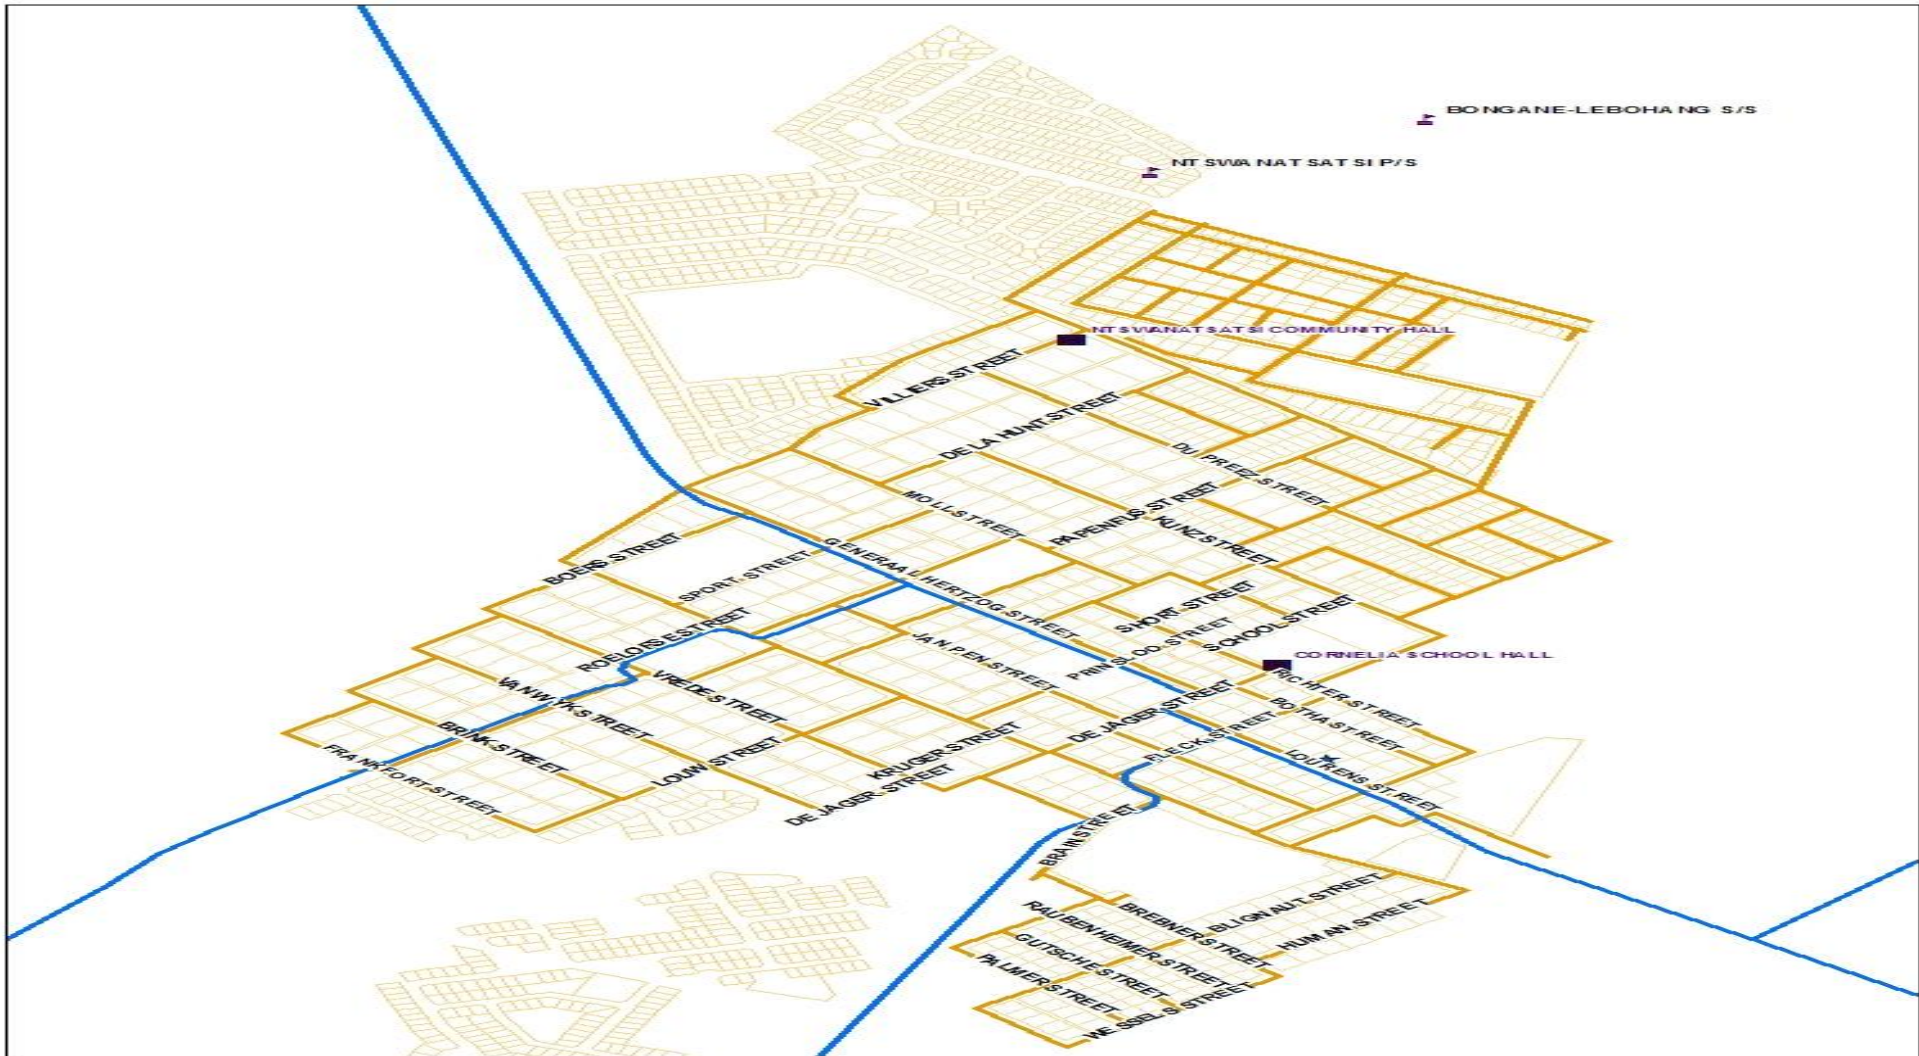 BONGANE-LEBOHANG S/S
NTSWANATSATSI P/S
NTSWANATSATSI COMMUNITY HALL
VILLIERS STREET
DE LA HUNT STREET
DU PREEZ STREET
MOLL STREET
PAPENFUS STREET
KUNZ STREET
BOERS STREET
SPORT STREET
GENERAAL HERTZOG STREET
SHORT STREET
SCHOOL STREET
PRINSLOO STREET
ROELOFSE STREET
JAN PEN STREET
CORNELIA SCHOOL HALL
VAN WYK STREET
VREDE STREET
DE JAGER STREET
RICHTER STREET
BOTHA STREET
FLECK STREET
BRINK STREET
FRANKFORT STREET
LOUW STREET
KRUGER STREET
DE JAGER STREET
LOURENS STREET
BRAIN STREET
BREBNER STREET
BLIGNAUT STREET
RAUBENHEIMER STREET
HUMAN STREET
GUTSCHE STREET
PALMER STREET
WESSELS STREET